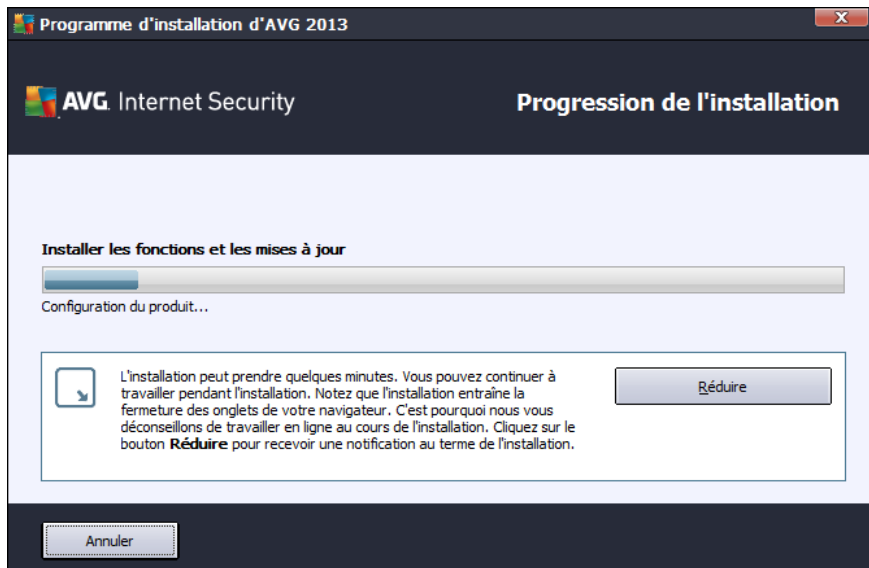 Programme d'installation d'AVG 2013
X
AVG. Internet Security
Progression de l'installation
Installer les fonctions et les mises à jour
Configuration du produit...
L'installation peut prendre quelques minutes. Vous pouvez continuer à
travailler pendant l'installation. Notez que l'installation entraîne la
fermeture des onglets de votre navigateur. C'est pourquoi nous vous
déconseillons de travailler en ligne au cours de l'installation. Cliquez sur le
bouton Réduire pour recevoir une notification au terme de l'installation.
Réduire
Annuler